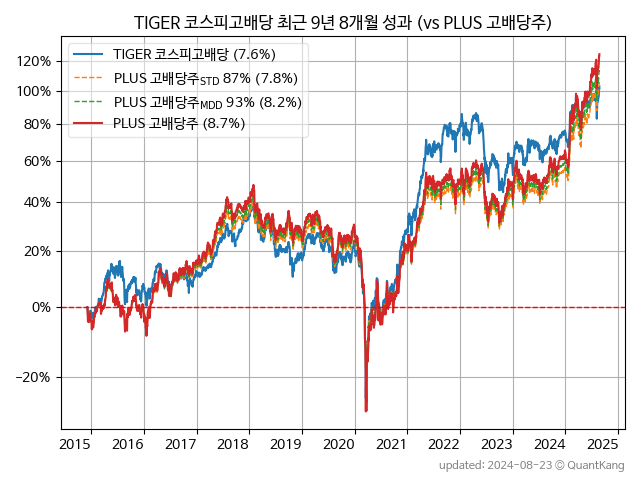 TIGER 코스피고배당 최근 9년 8개월 성과 (vs PLUS 고배당주)
TIGER 코스피고배당 (7.6%)
PLUS 고배당주STD 87% (7.8%)
PLUS 고배당주MDD 93% (8.2%)
PLUS 고배당주 (8.7%)
120%
100%
80%
60%
40%
20%
0%
−20%
2015 2016 2017 2018 2019 2020 2021 2022 2023 2024 2025
updated: 2024-08-23 © QuantKang